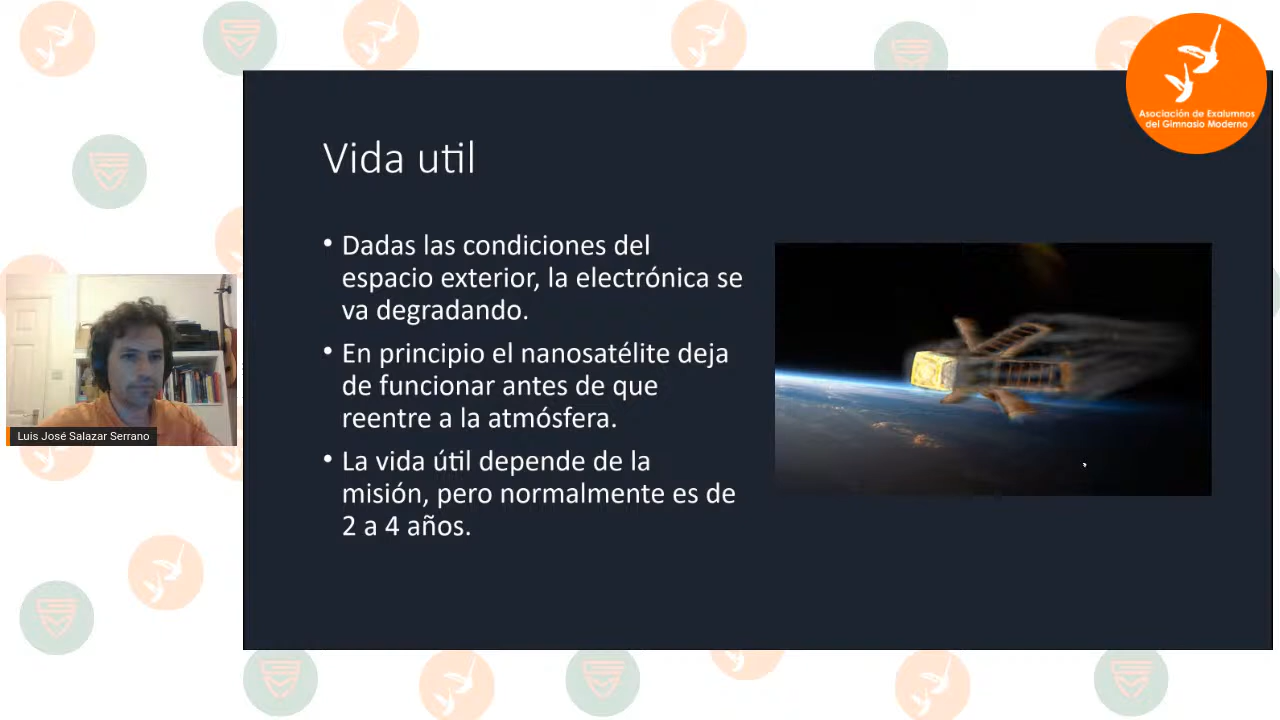 Asociación de Exalumnos
del Gimnasio Moderno
Vida util
• Dadas las condiciones del
espacio exterior, la electrónica se
va degradando.
• En principio el nanosatélite deja
de funcionar antes de que
reentre a la atmósfera.
• La vida útil depende de la
misión, pero normalmente es de
2 a 4 años.
Luis José Salazar Serrano